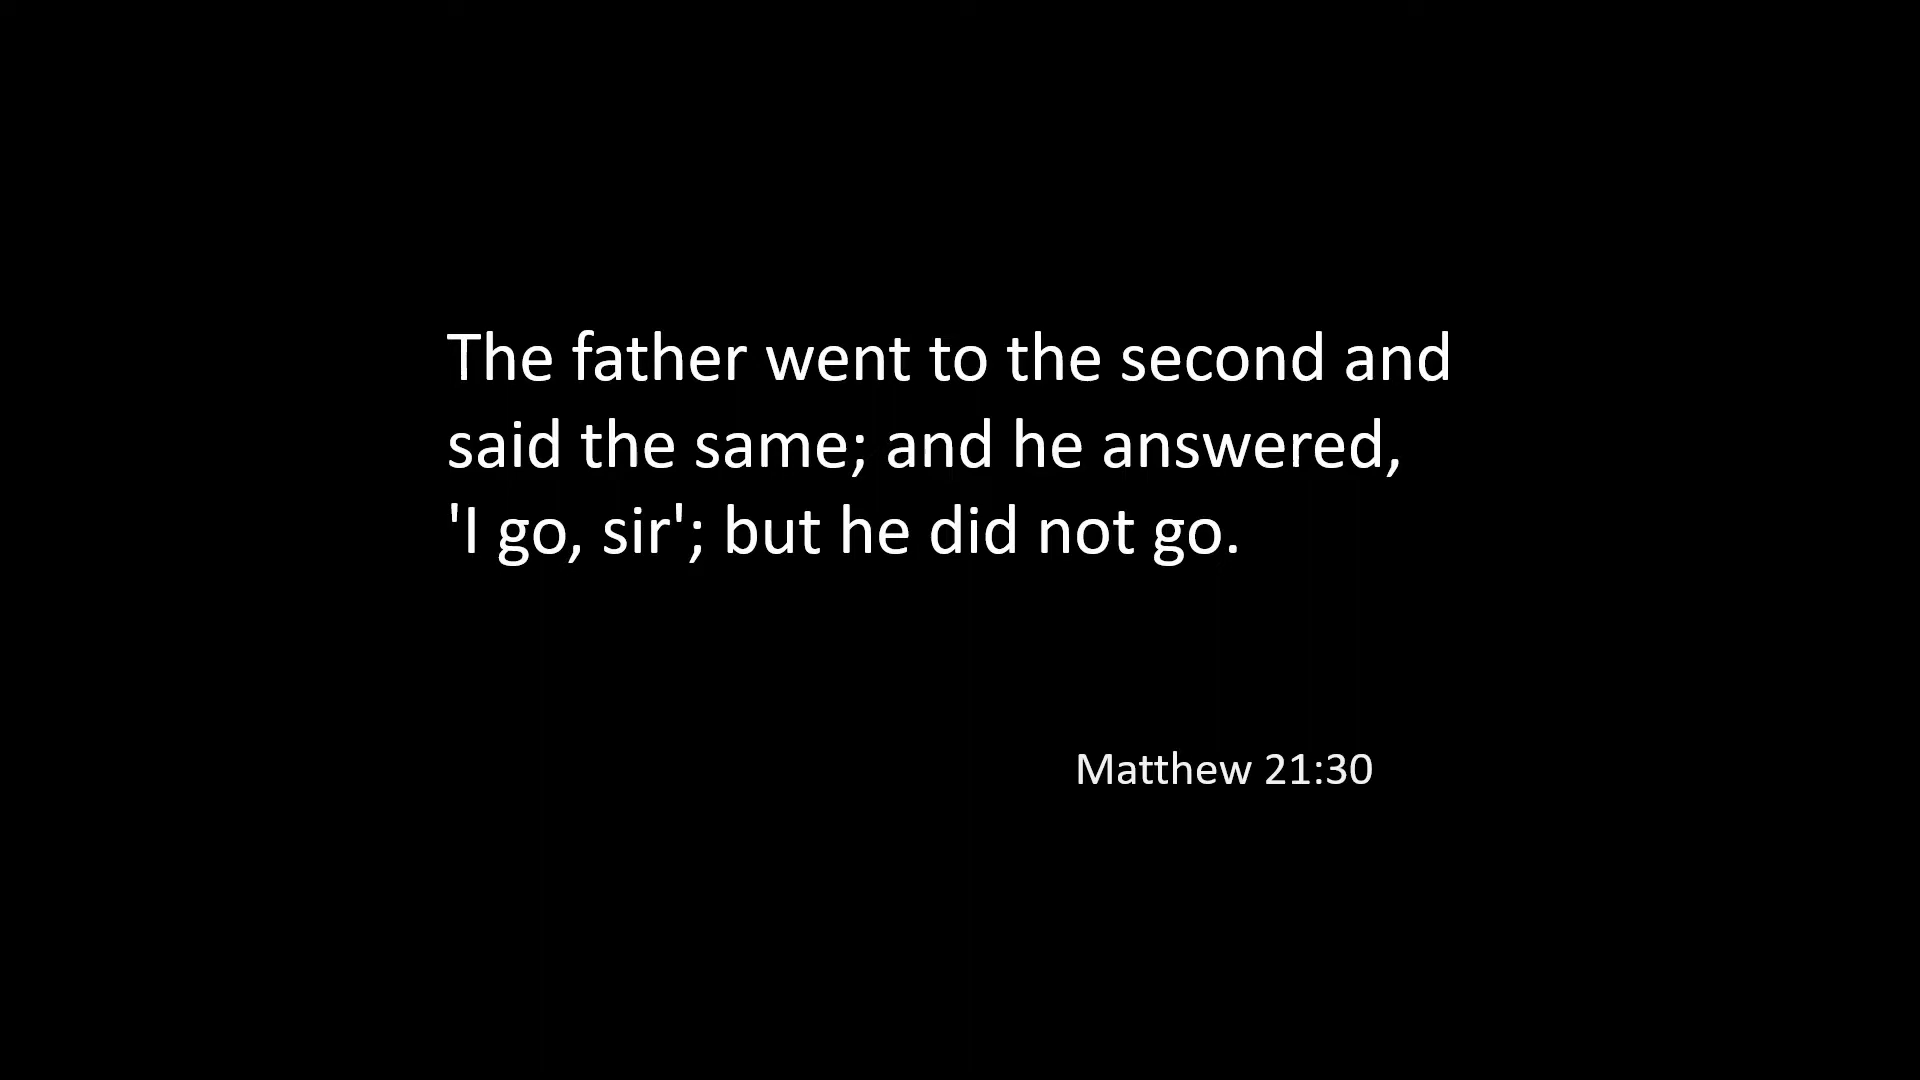 The father went to the second and
said the same; and he answered,
'I go, sir'; but he did not go.
Matthew 21:30